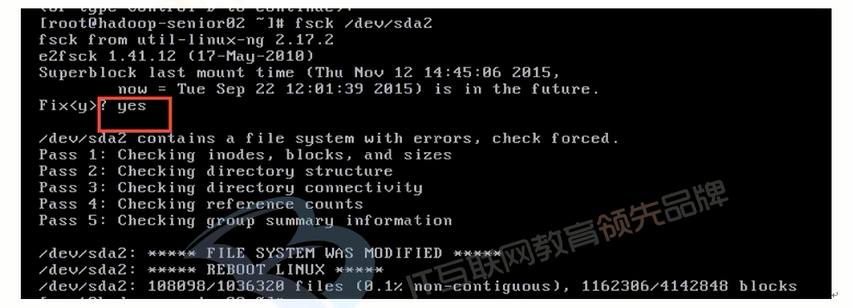 (or type Control-D to continue):
[root@hadoop-senior02 ~]# fsck /dev/sda2
fsck from util-linux-ng 2.17.2
e2fsck 1.41.12 (17-May-2010)
Superblock last mount time (Thu Nov 12 14:45:06 2015,
now = Tue Sep 22 12:01:39 2015) is in the future.
Fix<y>? yes
/dev/sda2 contains a file system with errors, check forced.
Pass 1: Checking inodes, blocks, and sizes
Pass 2: Checking directory structure
Pass 3: Checking directory connectivity
Pass 4: Checking reference counts
Pass 5: Checking group summary information
/dev/sda2: ***** FILE SYSTEM WAS MODIFIED *****
/dev/sda2: ***** REBOOT LINUX *****
/dev/sda2: 108098/1036320 files (0.1% non-contiguous), 1162306/4142848 blocks
IT互联网教育领先品牌